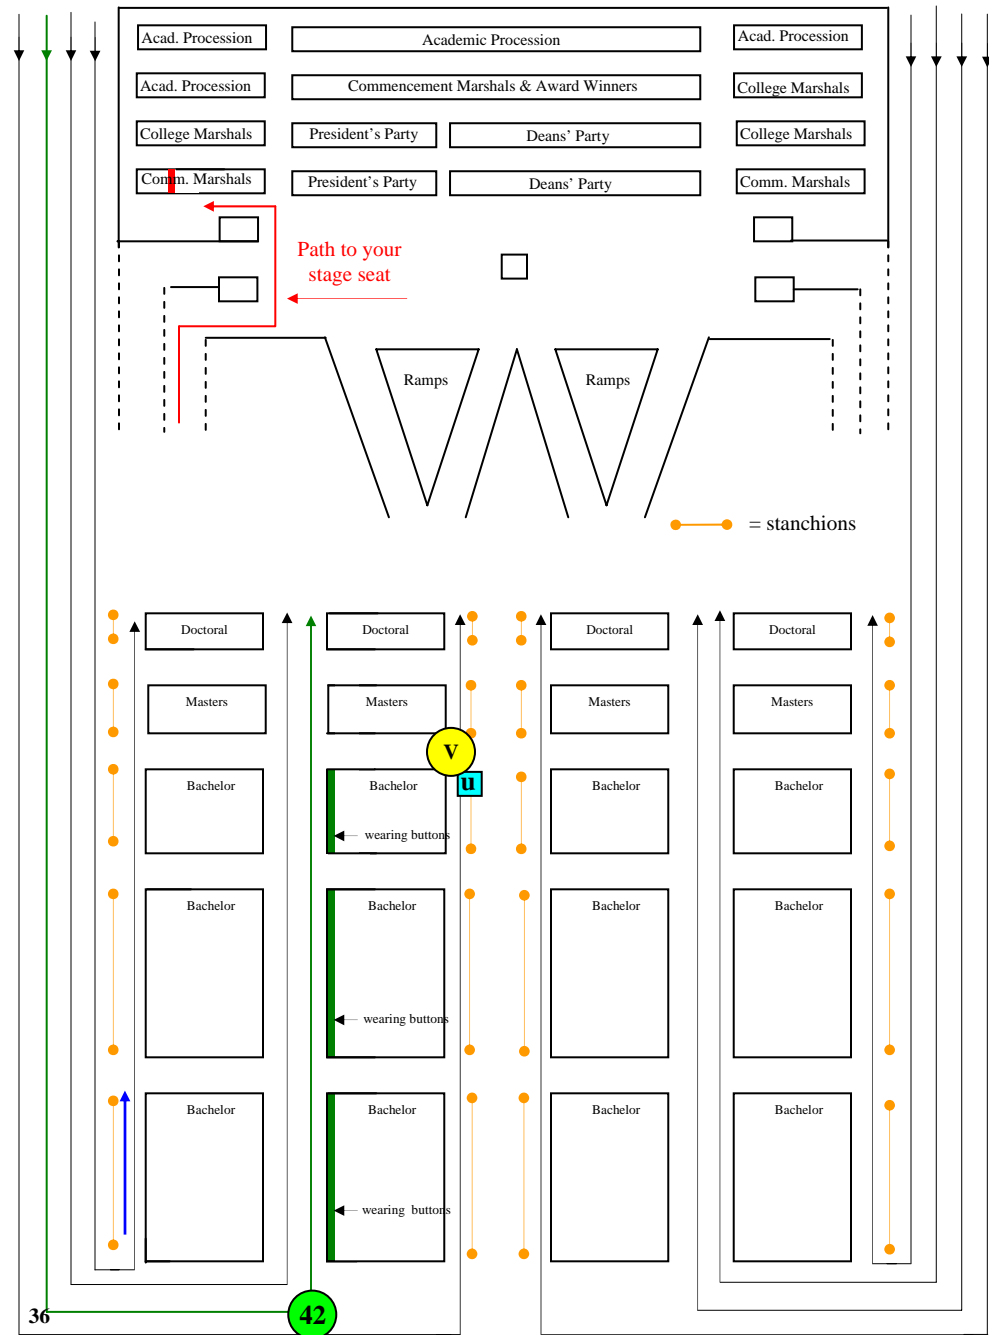 Acad. Procession
Academic Procession
Acad. Procession
Acad. Procession
Commencement Marshals & Award Winners
College Marshals
College Marshals
President's Party
Deans' Party
College Marshals
Comm. Marshals
President's Party
Deans' Party
Comm. Marshals
Path to your
stage seat
Ramps
Ramps
= stanchions
Doctoral
Doctoral
Doctoral
Doctoral
Masters
Masters
Masters
Masters
V
u
Bachelor
Bachelor
Bachelor
Bachelor
wearing buttons
Bachelor
Bachelor
Bachelor
Bachelor
wearing buttons
Bachelor
Bachelor
Bachelor
Bachelor
wearing buttons
36
42